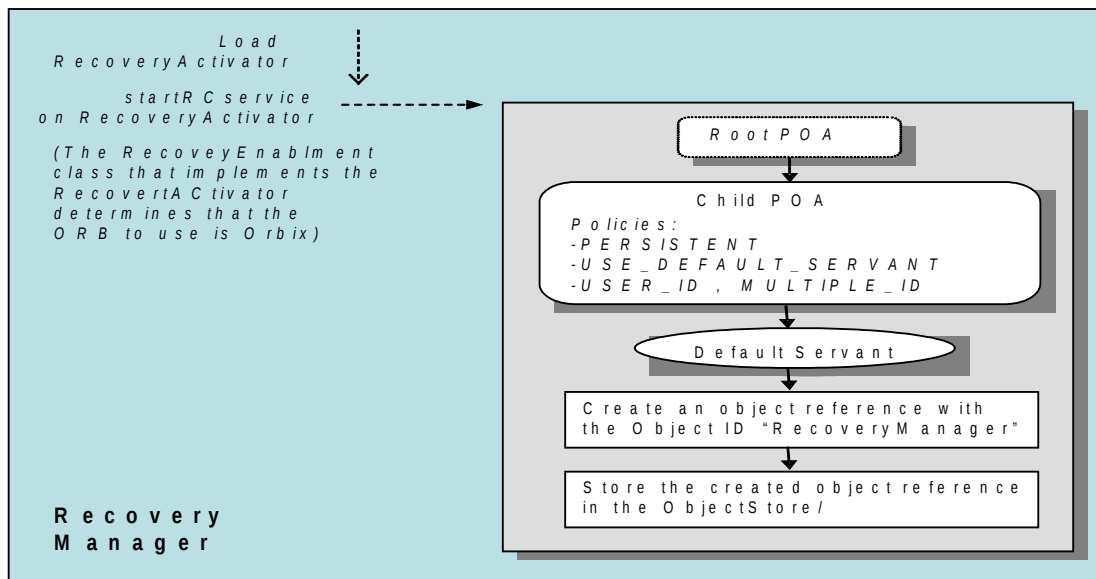 Load
RecoveryActivator
startRCservice
on RecoveryActivator
(The RecoveyEnablment
class that implements the
RecovertACtivator
determines that the
ORB to use is Orbix)
Recovery
Manager
RootPOA
Child POA
Policies:
-PERSISTENT
-USE_DEFAULT_SERVANT
-USER_ID , MULTIPLE_ID
Default Servant
Create an object reference with
the Object ID “RecoveryManager”
Store the created object reference
in the ObjectStore/